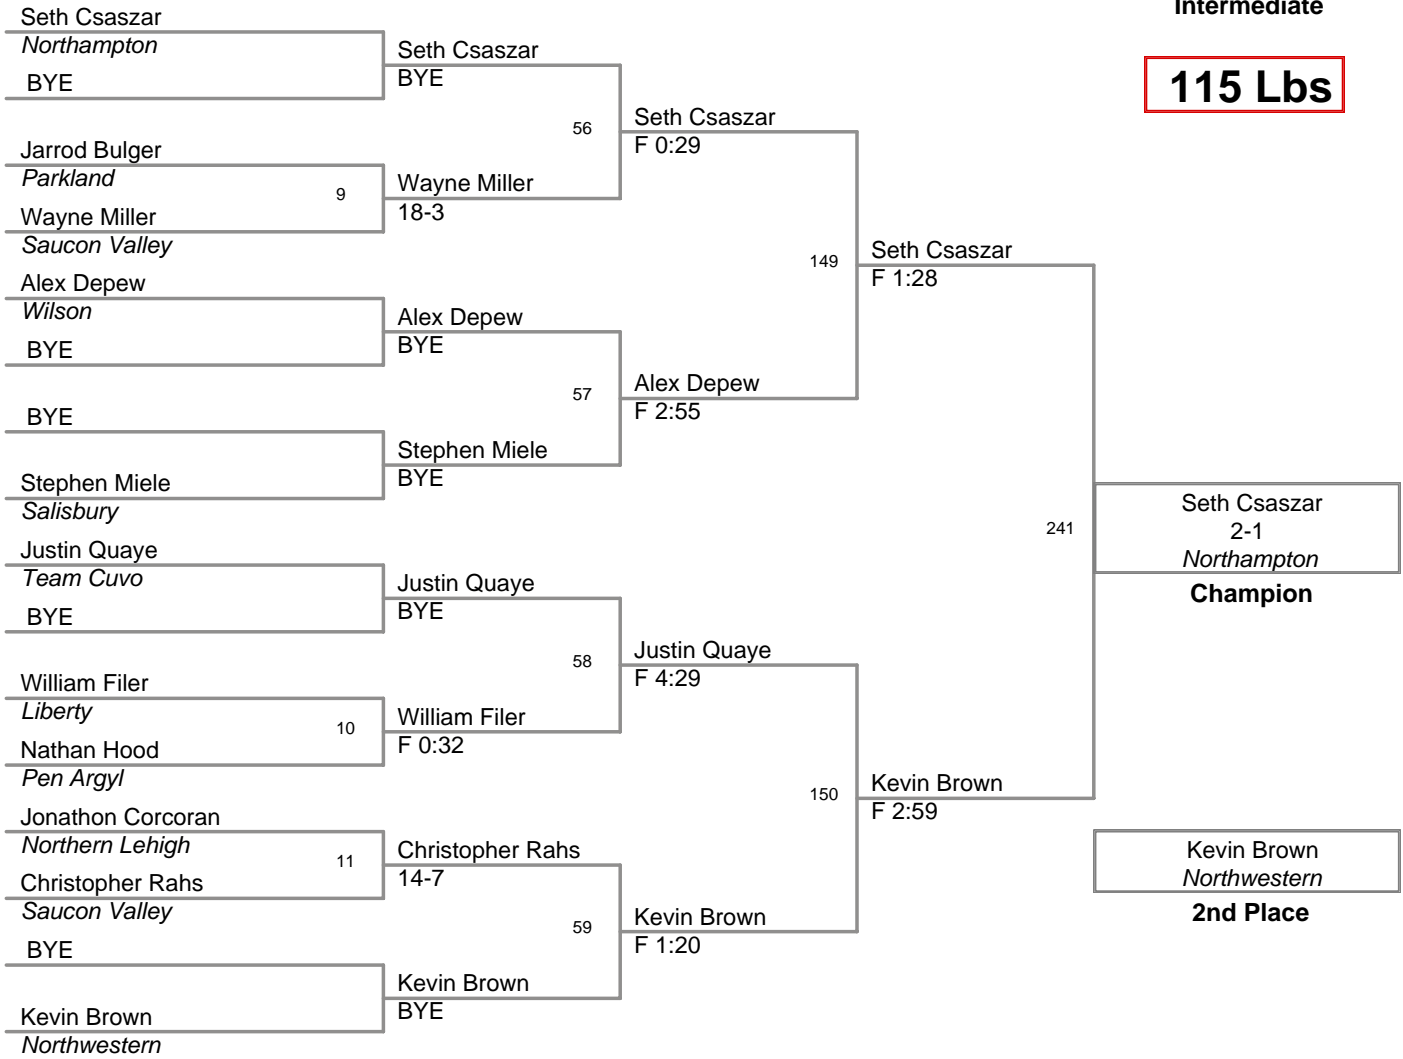 Intermediate
115 Lbs
Seth Csaszar
Northampton
BYE
Jarrod Bulger
Parkland
9
Wayne Miller
Saucon Valley
Alex Depew
Wilson
BYE
BYE
Stephen Miele
Salisbury
Justin Quaye
Team Cuvo
BYE
William Filer
Liberty
10
Nathan Hood
Pen Argyl
Jonathon Corcoran
Northern Lehigh
11
Christopher Rahs
Saucon Valley
BYE
Kevin Brown
Northwestern
Seth Csaszar
BYE
56
Wayne Miller
18-3
Alex Depew
BYE
57
Stephen Miele
BYE
Justin Quaye
BYE
58
William Filer
F 0:32
Christopher Rahs
14-7
59
Kevin Brown
BYE
Seth Csaszar
F 0:29
149
Alex Depew
F 2:55
Justin Quaye
F 4:29
150
Kevin Brown
F 1:20
Seth Csaszar
F 1:28
241
Kevin Brown
F 2:59
Seth Csaszar
2-1
Northampton
Champion
Kevin Brown
Northwestern
2nd Place